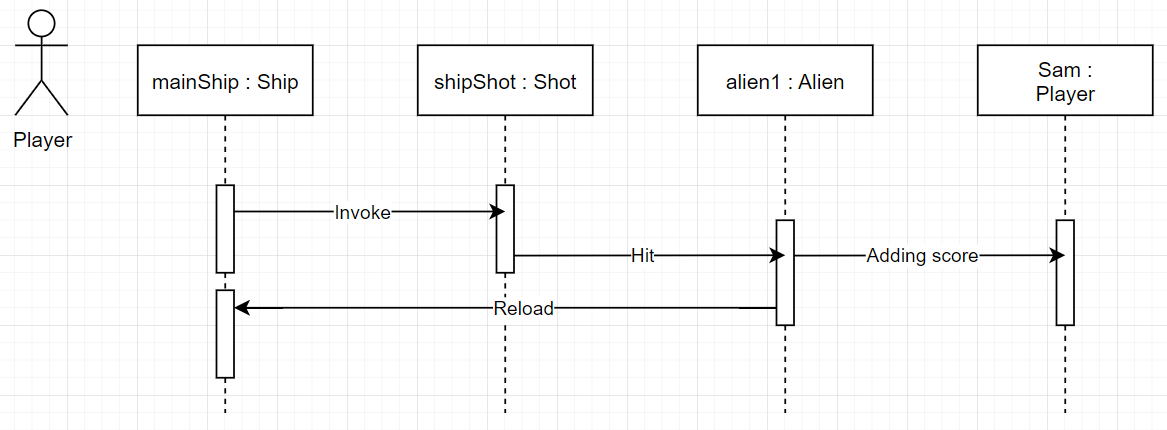 Player
mainShip : Ship
shipShot : Shot
alien1 : Alien
Sam :
Player
Invoke
Hit
Adding score
Reload